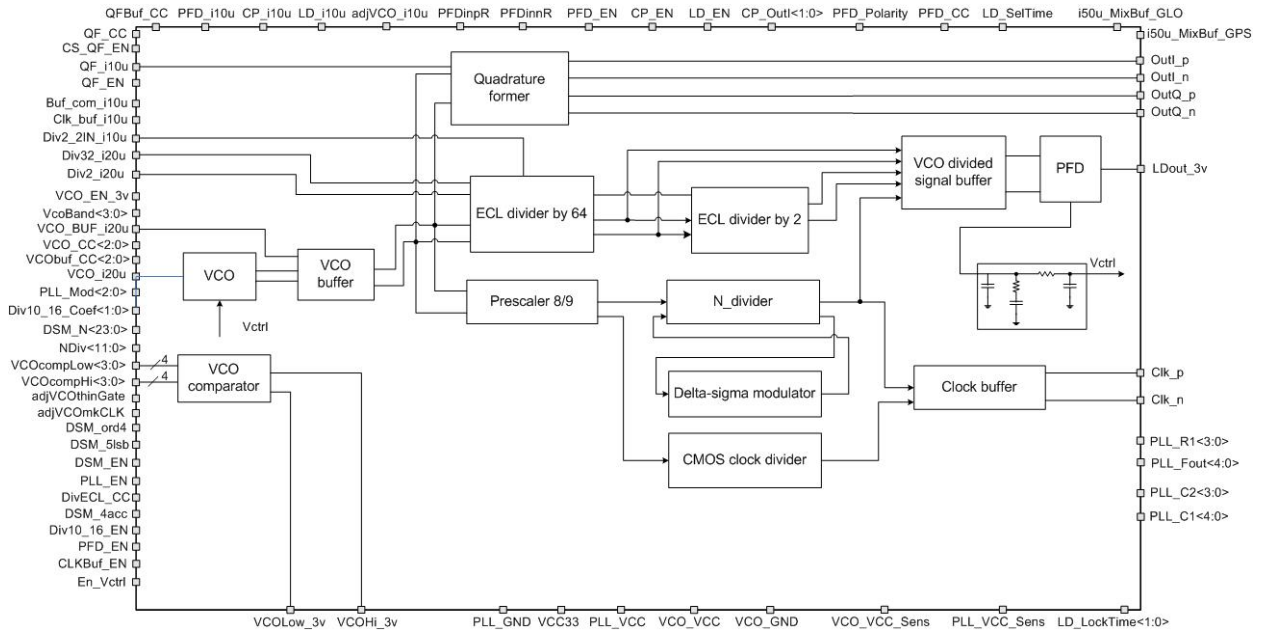 QFBuf_CC
PFD_i10u
CP_i10u
LD_i10u
adjVCO_i10u
PFDinpR
PFDinnR
PFD_EN
CP_EN
LD_EN
CP_OutI<1:0>
PFD_Polarity
PFD_CC
LD_SelTime
i50u_MixBuf_GLO
QF_CC
CS_QF_EN
QF_i10u
QF_EN
Buf_com_i10u
Clk_buf_i10u
Div2_2IN_i10u
Div32_i20u
Div2_i20u
VCO_EN_3v
VcoBand<3:0>
VCO_BUF_i20u
VCO_CC<2:0>
VCObuf_CC<2:0>
VCO_i20u
PLL_Mod<2:0>
Div10_16_Coef<1:0>
DSM_N<23:0>
NDiv<11:0>
VCOcompLow<3:0>
VCOcompHi<3:0>
adjVCOthinGate
adjVCOmkCLK
DSM_ord4
DSM_5lsb
DSM_EN
PLL_EN
DivECL_CC
DSM_4acc
Div10_16_EN
PFD_EN
CLKBuf_EN
En_Vctrl
4
4
Quadrature
former
ECL divider by 64
ECL divider by 2
VCO divided
signal buffer
PFD
VCO
VCO
buffer
Vctrl
Prescaler 8/9
N_divider
Vctrl
VCO
comparator
Delta-sigma modulator
Clock buffer
CMOS clock divider
i50u_MixBuf_GPS
OutI_p
OutI_n
OutQ_p
OutQ_n
LDout_3v
Clk_p
Clk_n
PLL_R1<3:0>
PLL_Fout<4:0>
PLL_C2<3:0>
PLL_C1<4:0>
VCOLow_3v
VCOHi_3v
PLL_GND
VCC33
PLL_VCC
VCO_VCC
VCO_GND
VCO_VCC_Sens
PLL_VCC_Sens
LD_LockTime<1:0>